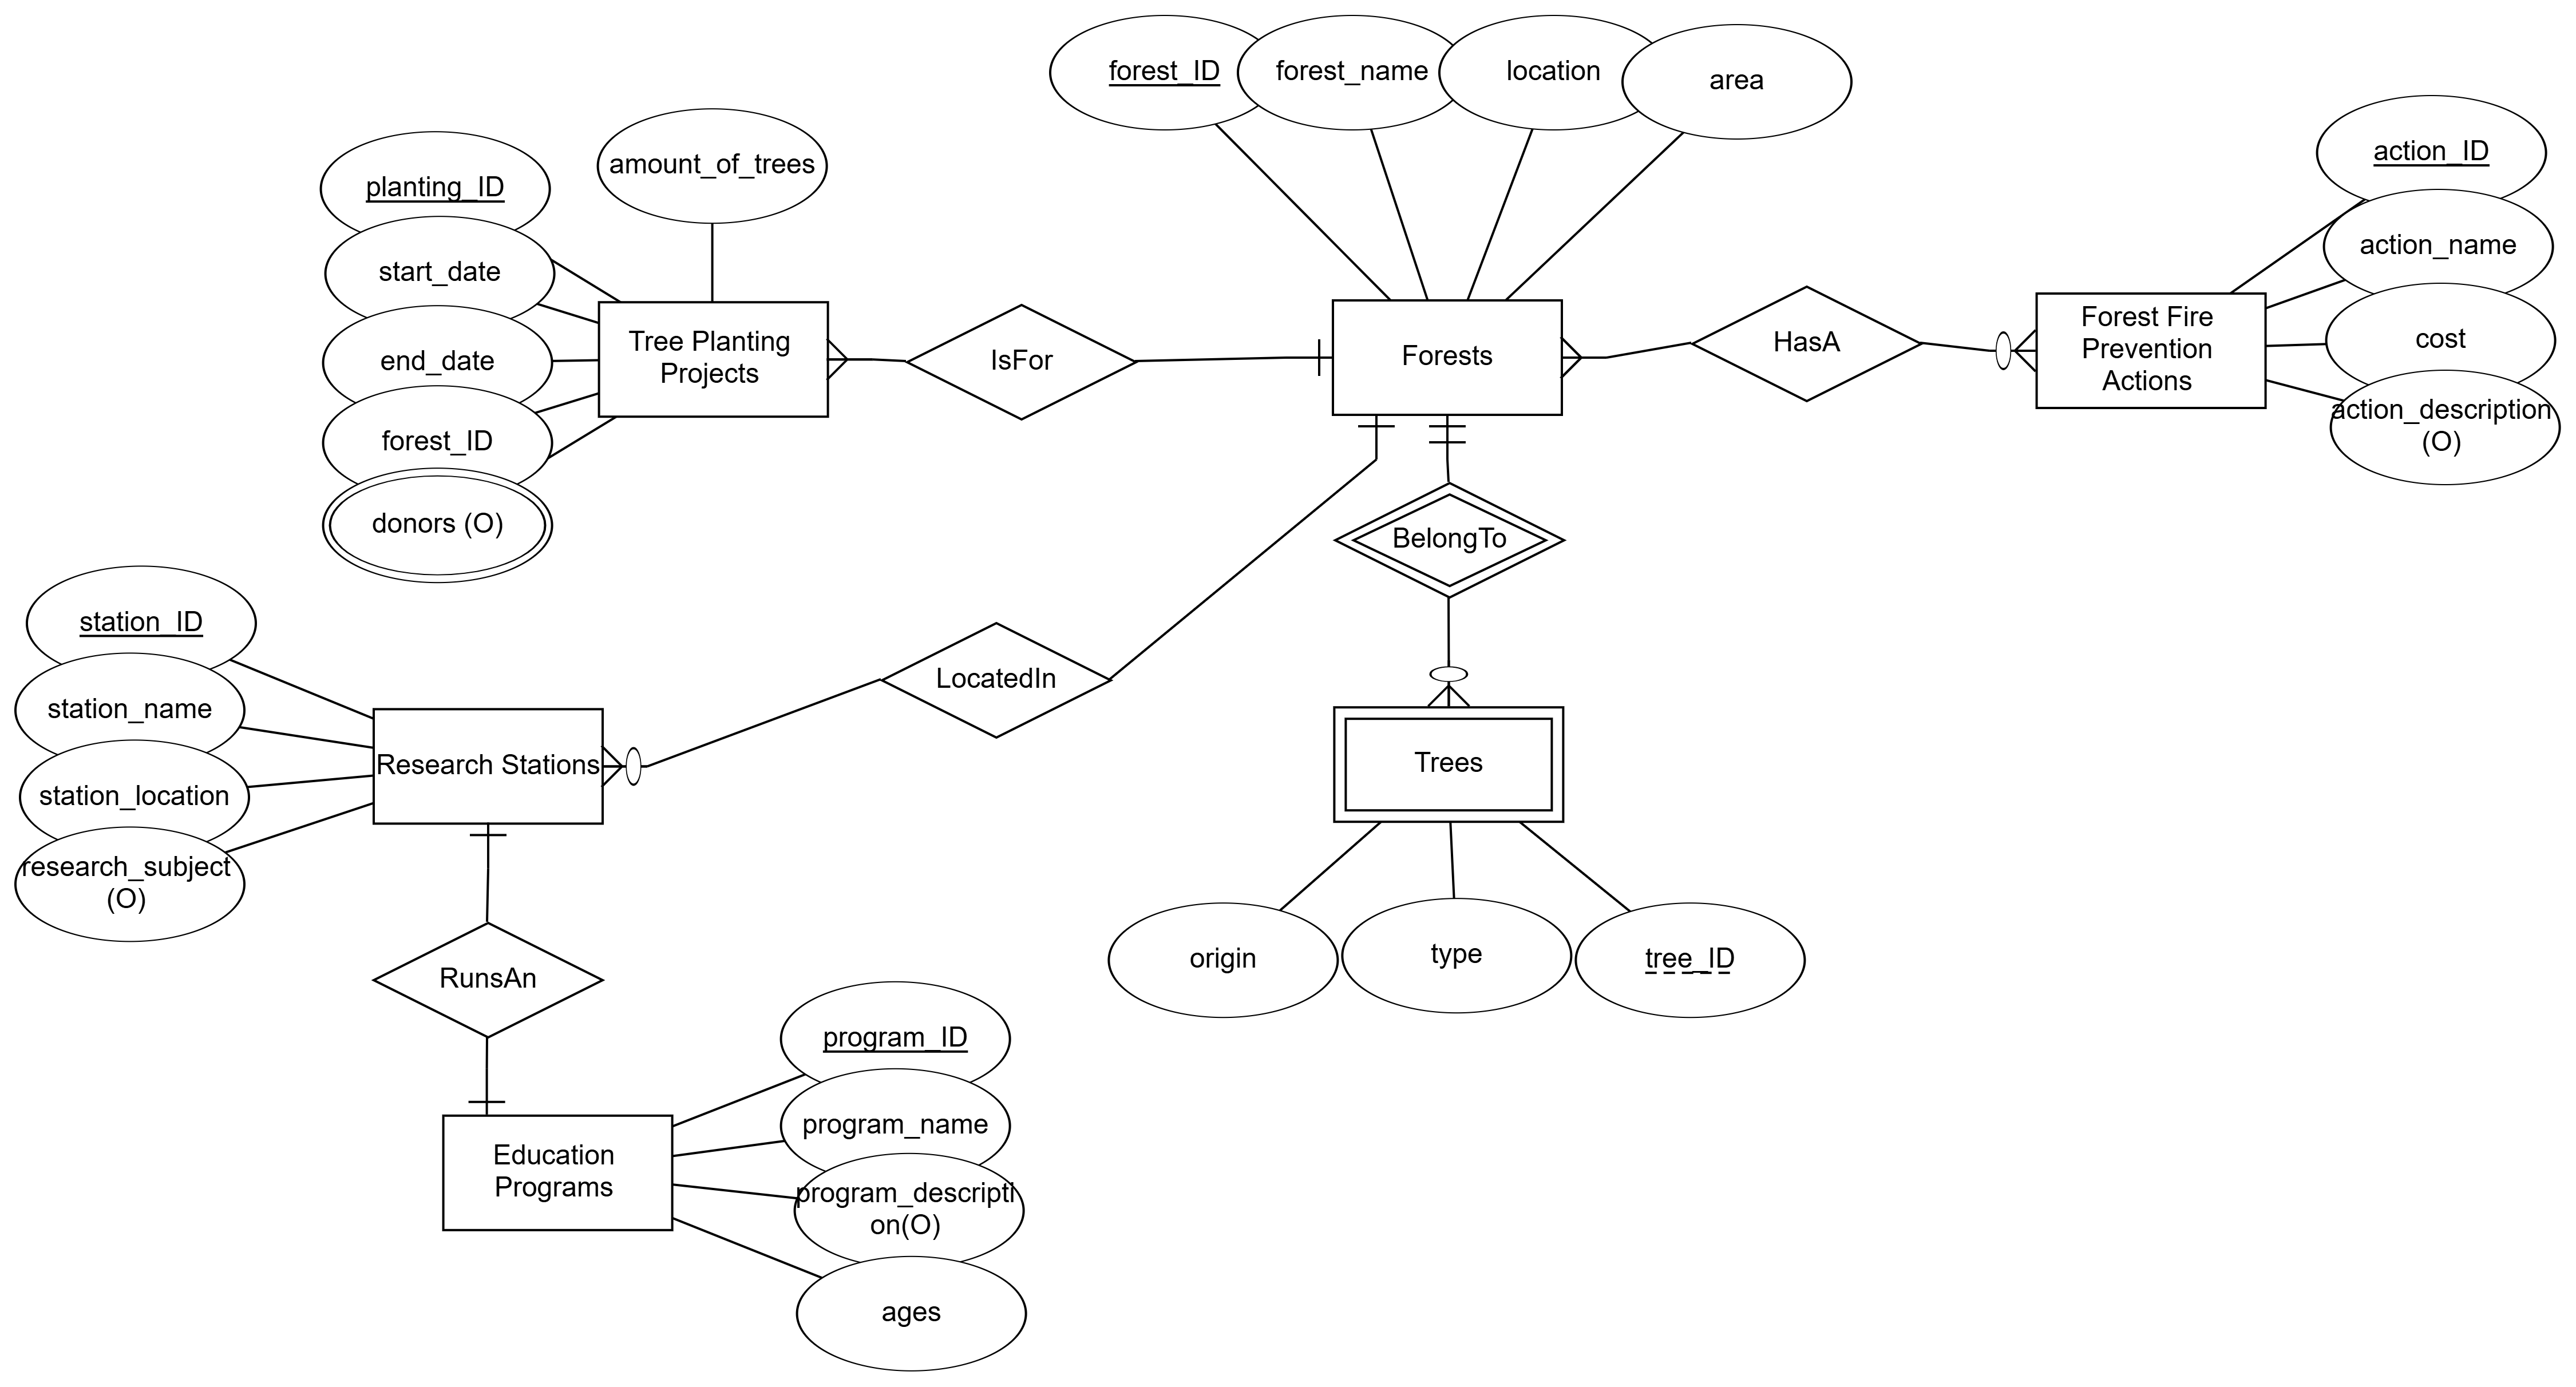 forest_ID
forest_name
location
area
action_ID
action_name
cost
action_description
(O)
amount_of_trees
planting_ID
start_date
end_date
forest_ID
donors (O)
Tree Planting
Projects
IsFor
Forests
HasA
Forest Fire
Prevention
Actions
BelongTo
LocatedIn
station_ID
station_name
station_location
research_subject
(O)
Research Stations
Trees
origin
type
tree_ID
RunsAn
Education
Programs
program_ID
program_name
program_descripti
on(O)
ages